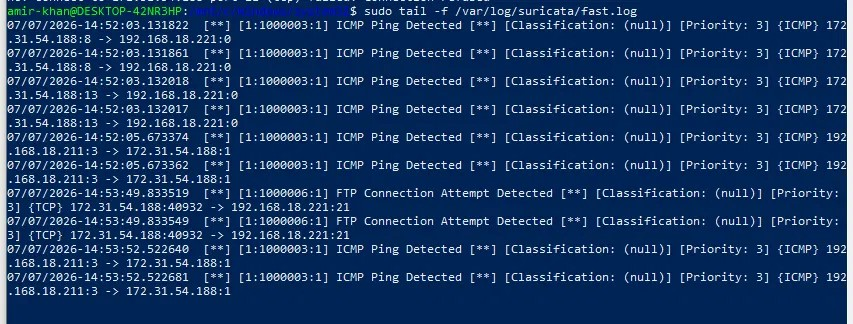 amir-khan@DESKTOP-42NR3HP: $ sudo tail -f /var/log/suricata/fast.log
07/07/2026-14:52:03.131822  [**] [1:1000003:1] ICMP Ping Detected [**] [Classification: (null)] [Priority: 3] {ICMP} 172
.31.54.188:8 -> 192.168.18.221:0
07/07/2026-14:52:03.131861  [**] [1:1000003:1] ICMP Ping Detected [**] [Classification: (null)] [Priority: 3] {ICMP} 172
.31.54.188:8 -> 192.168.18.221:0
07/07/2026-14:52:03.132018  [**] [1:1000003:1] ICMP Ping Detected [**] [Classification: (null)] [Priority: 3] {ICMP} 172
.31.54.188:13 -> 192.168.18.221:0
07/07/2026-14:52:03.132017  [**] [1:1000003:1] ICMP Ping Detected [**] [Classification: (null)] [Priority: 3] {ICMP} 172
.31.54.188:13 -> 192.168.18.221:0
07/07/2026-14:52:05.673374  [**] [1:1000003:1] ICMP Ping Detected [**] [Classification: (null)] [Priority: 3] {ICMP} 192
.168.18.211:3 -> 172.31.54.188:1
07/07/2026-14:52:05.673362  [**] [1:1000003:1] ICMP Ping Detected [**] [Classification: (null)] [Priority: 3] {ICMP} 192
.168.18.211:3 -> 172.31.54.188:1
07/07/2026-14:53:49.833519  [**] [1:1000006:1] FTP Connection Attempt Detected [**] [Classification: (null)] [Priority:
3] {TCP} 172.31.54.188:40932 -> 192.168.18.221:21
07/07/2026-14:53:49.833549  [**] [1:1000006:1] FTP Connection Attempt Detected [**] [Classification: (null)] [Priority:
3] {TCP} 172.31.54.188:40932 -> 192.168.18.221:21
07/07/2026-14:53:52.522640  [**] [1:1000003:1] ICMP Ping Detected [**] [Classification: (null)] [Priority: 3] {ICMP} 192
.168.18.211:3 -> 172.31.54.188:1
07/07/2026-14:53:52.522681  [**] [1:1000003:1] ICMP Ping Detected [**] [Classification: (null)] [Priority: 3] {ICMP} 192
.168.18.211:3 -> 172.31.54.188:1